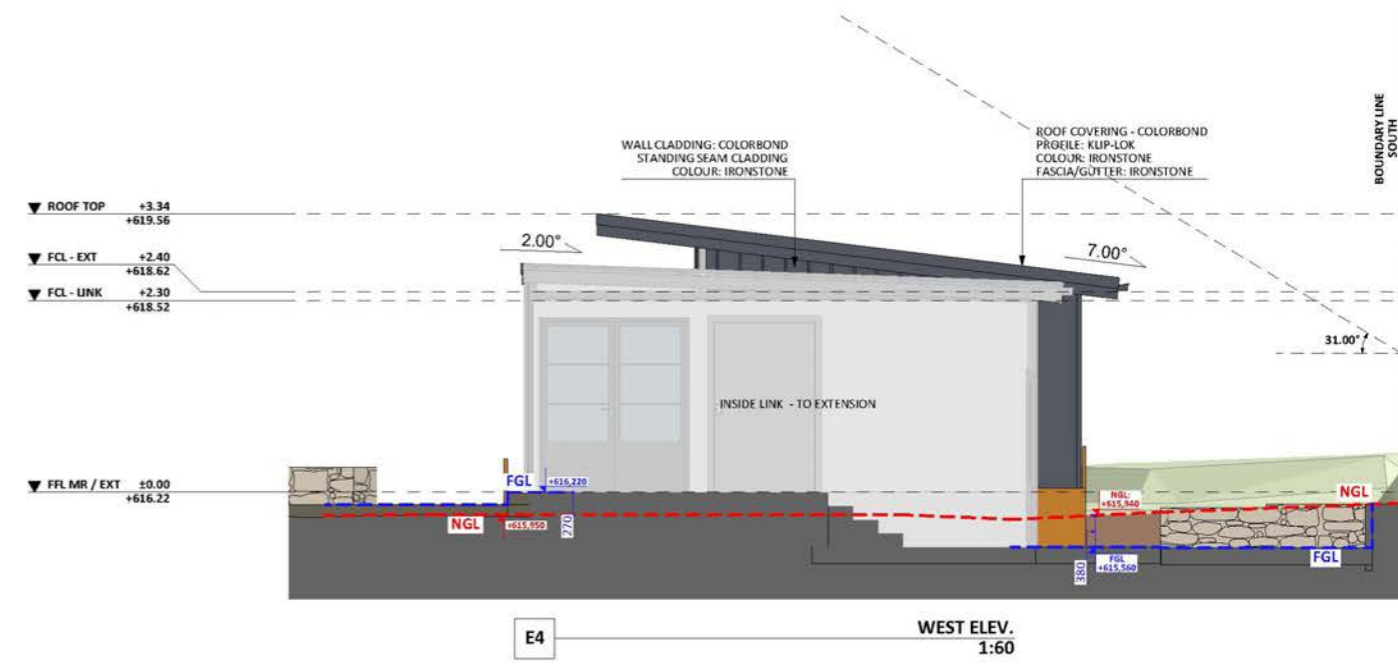 BOUNDARY LINE
SOUTH
WALL CLADDING: COLORBOND
STANDING SEAM CLADDING
COLOUR: IRONSTONE
ROOF COVERING - COLORBOND
PROFILE: KLIP-LOK
COLOUR: IRONSTONE
FASCIA/GUTTER: IRONSTONE
ROOF TOP +3.34
+619.56
2.00°
7.00°
FCL - EXT +2.40
+618.62
FCL - LINK +2.30
+618.52
31.00°
INSIDE LINK - TO EXTENSION
FFL MR / EXT ±0.00
+616.22
FGL +616,220
NGL +615,950
270
NGL:
+615,940
NGL
FGL
+615,560
380
FGL
E4
WEST ELEV.
1:60